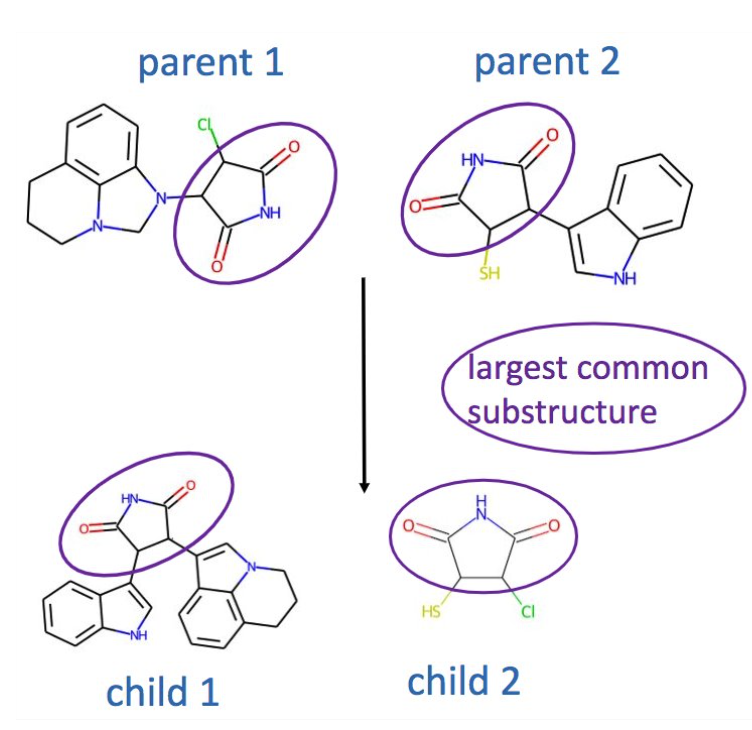 parent 1
parent 2
Cl
O
N
NH
N
O
HN
O
O
SH
NH
largest common
substructure
HN
O
O
N
NH
H
N
O
O
HS
Cl
child 1
child 2